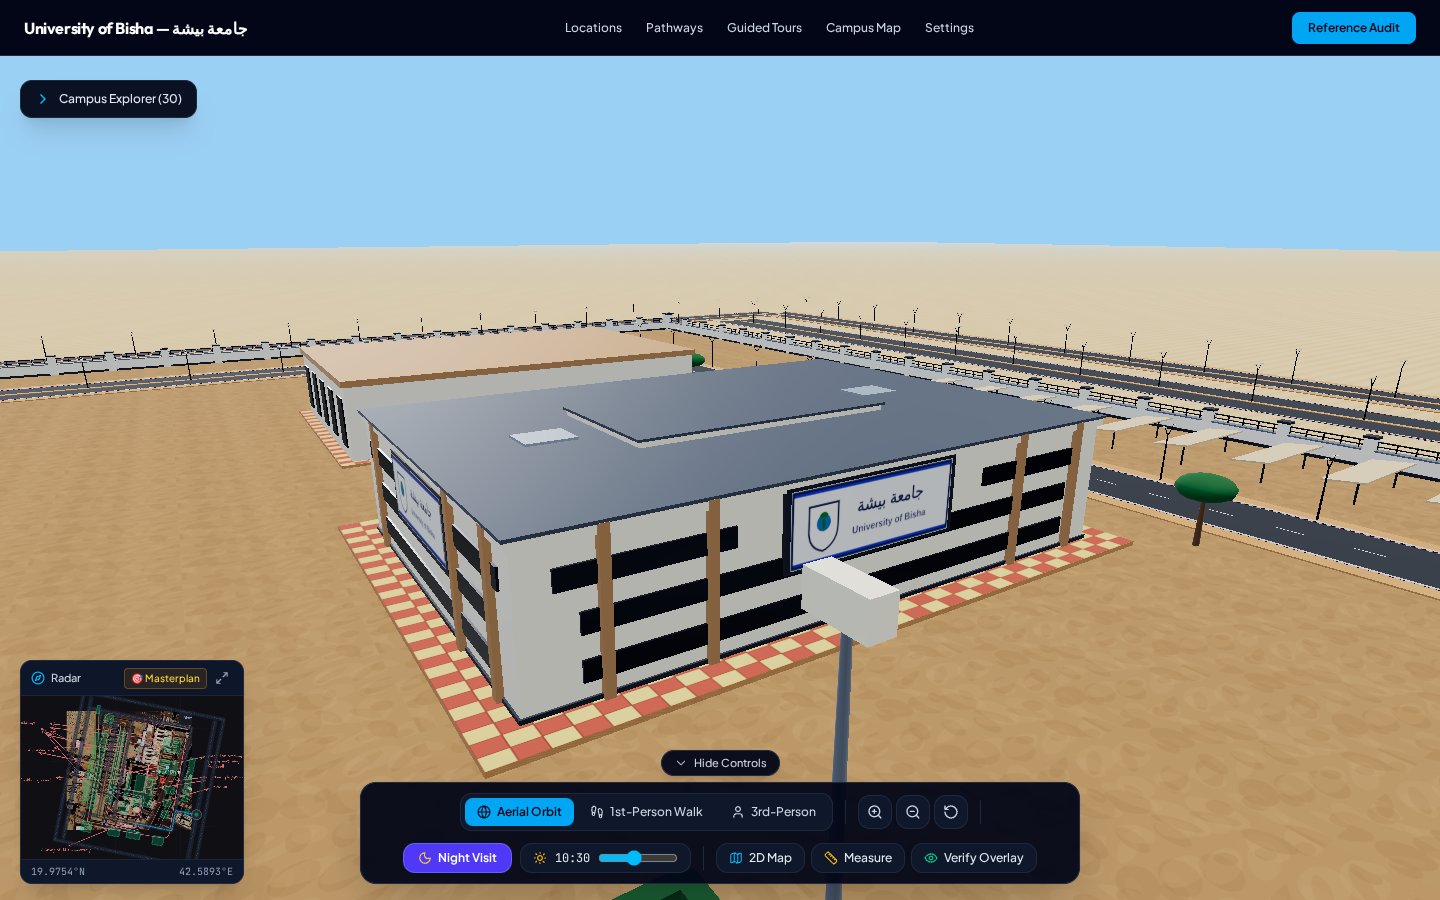 University of Bisha — جامعة بيشة
Locations
Pathways
Guided Tours
Campus Map
Settings
Reference Audit
Campus Explorer (30)
جامعة بيشة
University of Bisha
Radar
🎯 Masterplan
19.9754°N
42.5893°E
Hide Controls
Aerial Orbit
1st-Person Walk
3rd-Person
Night Visit
10:30
2D Map
Measure
Verify Overlay